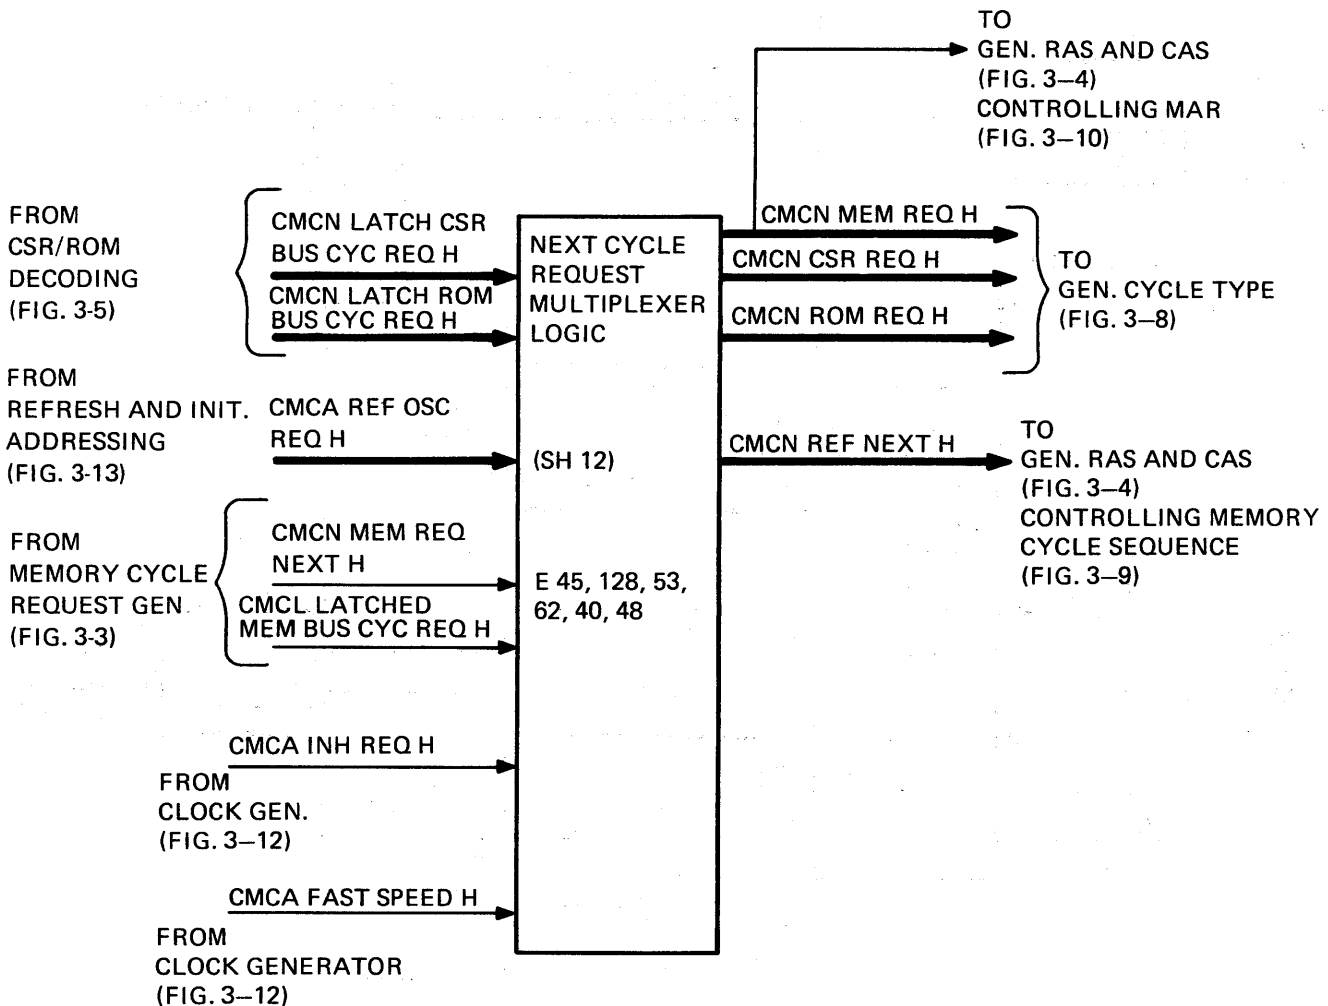 TO
GEN. RAS AND CAS
(FIG. 3–4)
CONTROLLING MAR
(FIG. 3–10)
FROM
CSR/ROM
DECODING
(FIG. 3-5)
CMCN LATCH CSR
BUS CYC REQ H
CMCN LATCH ROM
BUS CYC REQ H
NEXT CYCLE
REQUEST
MULTIPLEXER
LOGIC
CMCN MEM REQ H
CMCN CSR REQ H
CMCN ROM REQ H
TO
GEN. CYCLE TYPE
(FIG. 3–8)
FROM
REFRESH AND INIT.
ADDRESSING
(FIG. 3-13)
CMCA REF OSC
REQ H
(SH 12)
CMCN REF NEXT H
TO
GEN. RAS AND CAS
(FIG. 3–4)
CONTROLLING MEMORY
CYCLE SEQUENCE
(FIG. 3–9)
FROM
MEMORY CYCLE
REQUEST GEN.
(FIG. 3-3)
CMCN MEM REQ
NEXT H
CMCL LATCHED
MEM BUS CYC REQ H
E 45, 128, 53,
62, 40, 48
CMCA INH REQ H
FROM
CLOCK GEN.
(FIG. 3–12)
CMCA FAST SPEED H
FROM
CLOCK GENERATOR
(FIG. 3–12)